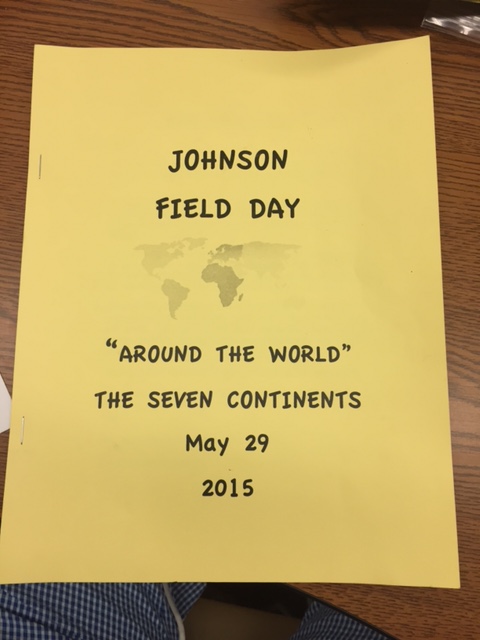 JOHNSON
FIELD DAY
“AROUND THE WORLD”
THE SEVEN CONTINENTS
May 29
2015